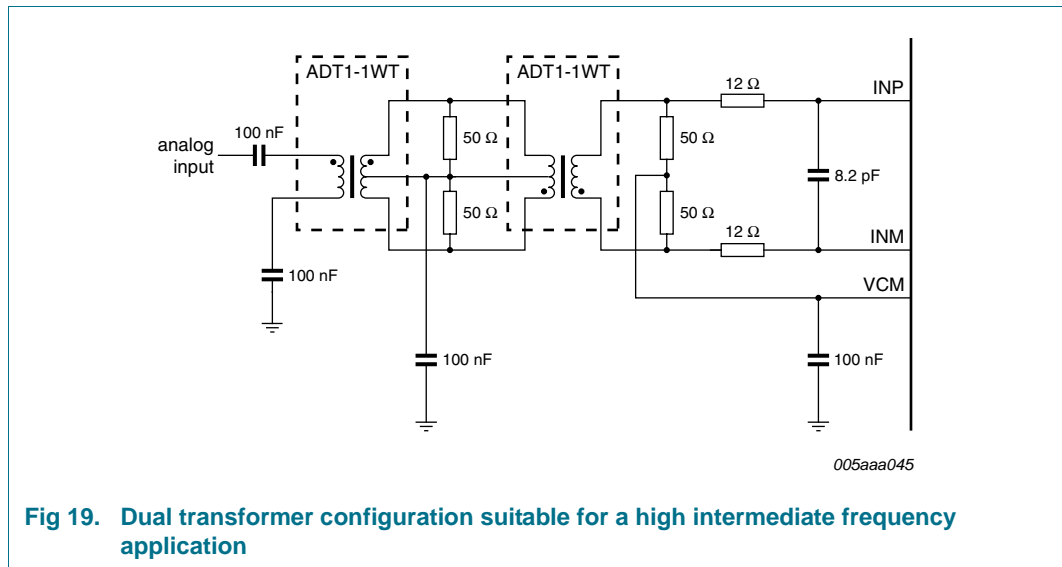 ADT1-1WT
ADT1-1WT
12 Ω
INP
100 nF
analog
input
50 Ω
50 Ω
8.2 pF
50 Ω
50 Ω
12 Ω
INM
100 nF
VCM
100 nF
100 nF
005aaa045
Fig 19. Dual transformer configuration suitable for a high intermediate frequency
application